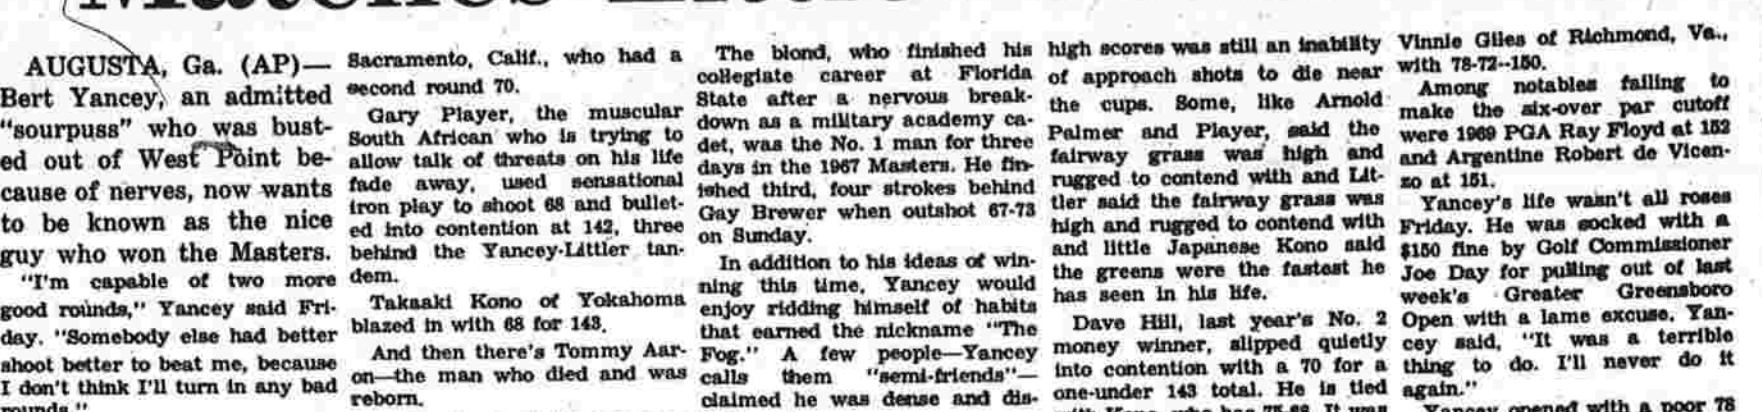 AUGUSTA, Ga. (AP)—
Bert Yancey, an admitted
"sourpuss" who was bust-
ed out of West Point be-
cause of nerves, now wants
to be known as the nice
guy who won the Masters.
"I'm capable of two more
good rounds," Yancey said Fri-
day. "Somebody else had better
shoot better to beat me, because
I don't think I'll turn in any bad
rounds."
Sacramento, Calif., who had a
second round 70.
Gary Player, the muscular
South African who is trying to
allow talk of threats on his life
fade away, used sensational
iron play to shoot 68 and bullet-
ed into contention at 142, three
behind the Yancey-Littler tan-
dem.
Takaaki Kono of Yokahoma
blazed in with 68 for 143.
And then there's Tommy Aar-
on—the man who died and was
reborn.
The blond, who finished his
collegiate career at Florida
State after a nervous break-
down as a military academy ca-
det, was the No. 1 man for three
days in the 1967 Masters. He fin-
ished third, four strokes behind
Gay Brewer when outshot 67-73
on Sunday.
In addition to his ideas of win-
ning this time, Yancey would
enjoy ridding himself of habits
that earned the nickname "The
Fog." A few people—Yancey
calls them "semi-friends"—
claimed he was dense and dis-
high scores was still an inability
of approach shots to die near
the cups. Some, like Arnold
Palmer and Player, said the
fairway grass was high and
rugged to contend with and Lit-
tler said the fairway grass was
high and rugged to contend with
and little Japanese Kono said
the greens were the fastest he
has seen in his life.
Dave Hill, last year's No. 2
money winner, slipped quietly
into contention with a 70 for a
one-under 143 total. He is tied
Vinnie Giles of Richmond, Va.,
with 78-72--150.
Among notables failing to
make the six-over par cutoff
were 1969 PGA Ray Floyd at 152
and Argentine Robert de Vicen-
zo at 151.
Yancey's life wasn't all roses
Friday. He was socked with a
$150 fine by Golf Commissioner
Joe Day for pulling out of last
week's Greater Greensboro
Open with a lame excuse. Yan-
cey said, "It was a terrible
thing to do. I'll never do it
again."
Yancey opened with a poor 78